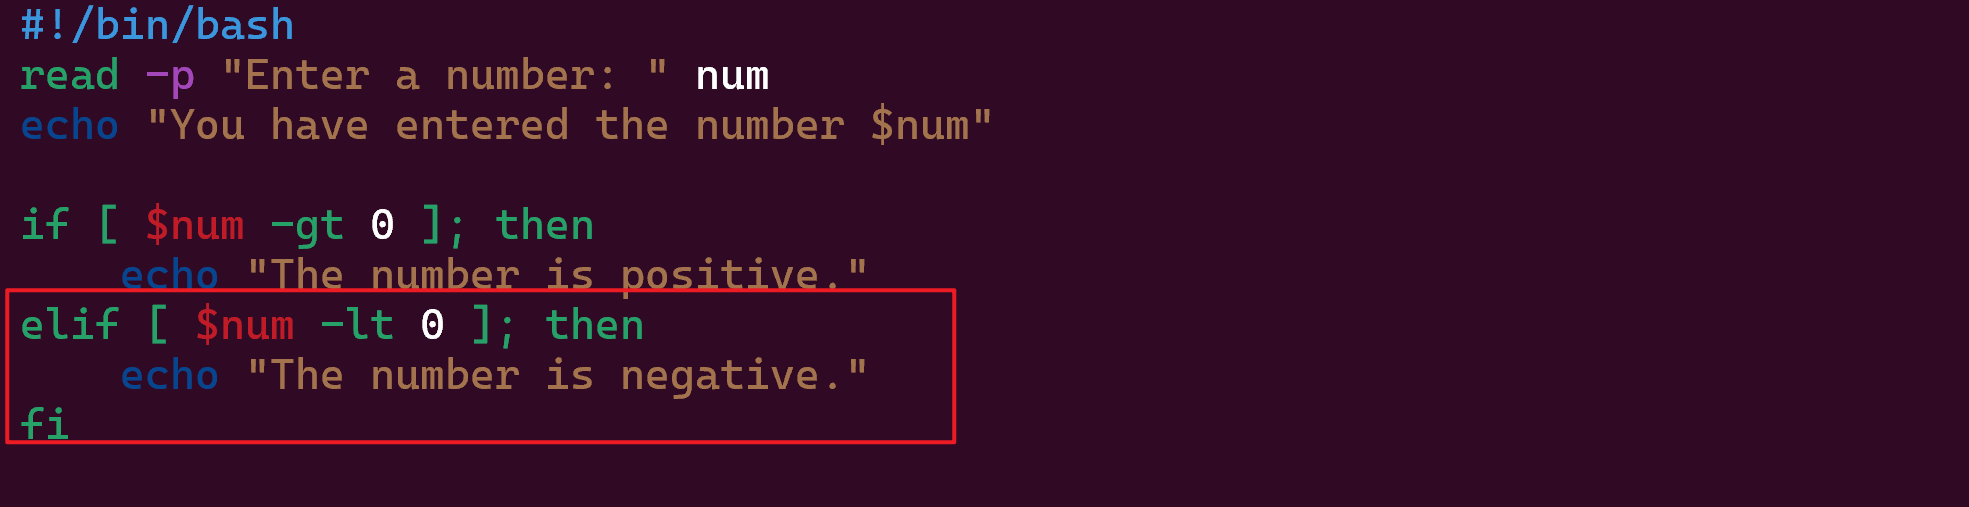 #!/bin/bash
read -p "Enter a number: " num
echo "You have entered the number $num"

if [ $num -gt 0 ]; then
    echo "The number is positive."
elif [ $num -lt 0 ]; then
    echo "The number is negative."
fi